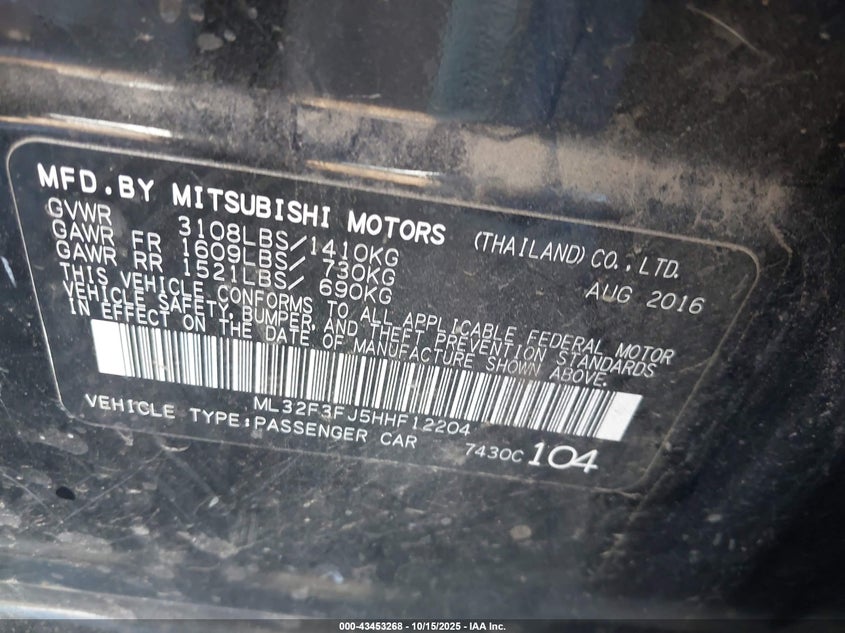 MFD.BY MITSUBISHI MOTORS (THAILAND) CO., LTD.
GVWR 3108LBS/1410KG AUG 2016
GAWR FR 1609LBS/ 730KG
GAWR RR 1521LBS/ 690KG
THIS VEHICLE CONFORMS TO ALL APPLICABLE FEDERAL MOTOR
VEHICLE SAFETY, BUMPER, AND THEFT PREVENTION STANDARDS
IN EFFECT ON THE DATE OF MANUFACTURE SHOWN ABOVE.
ML32F3FJ5HHF12204
VEHICLE TYPE:PASSENGER CAR 7430C 104
000-43453268 - 10/15/2025 - IAA Inc.